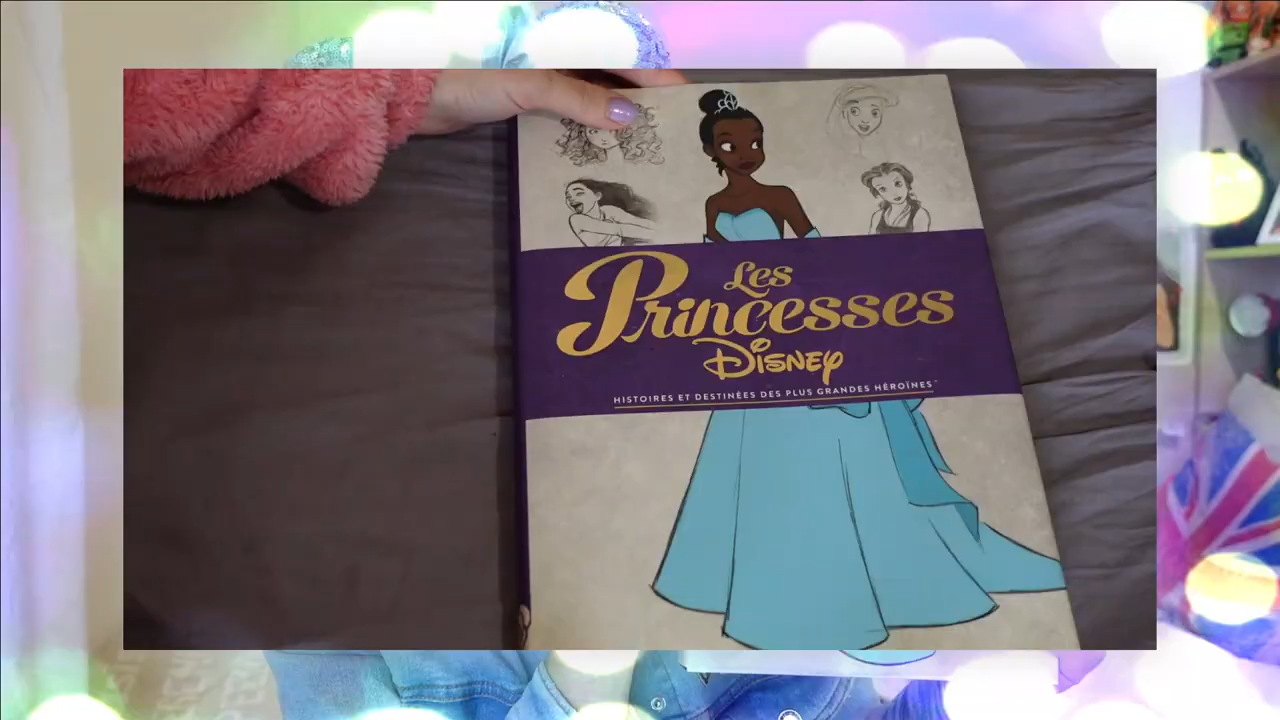 Les
Princesses
Disney
HISTOIRES ET DESTINÉES DES PLUS GRANDES HÉROÏNES